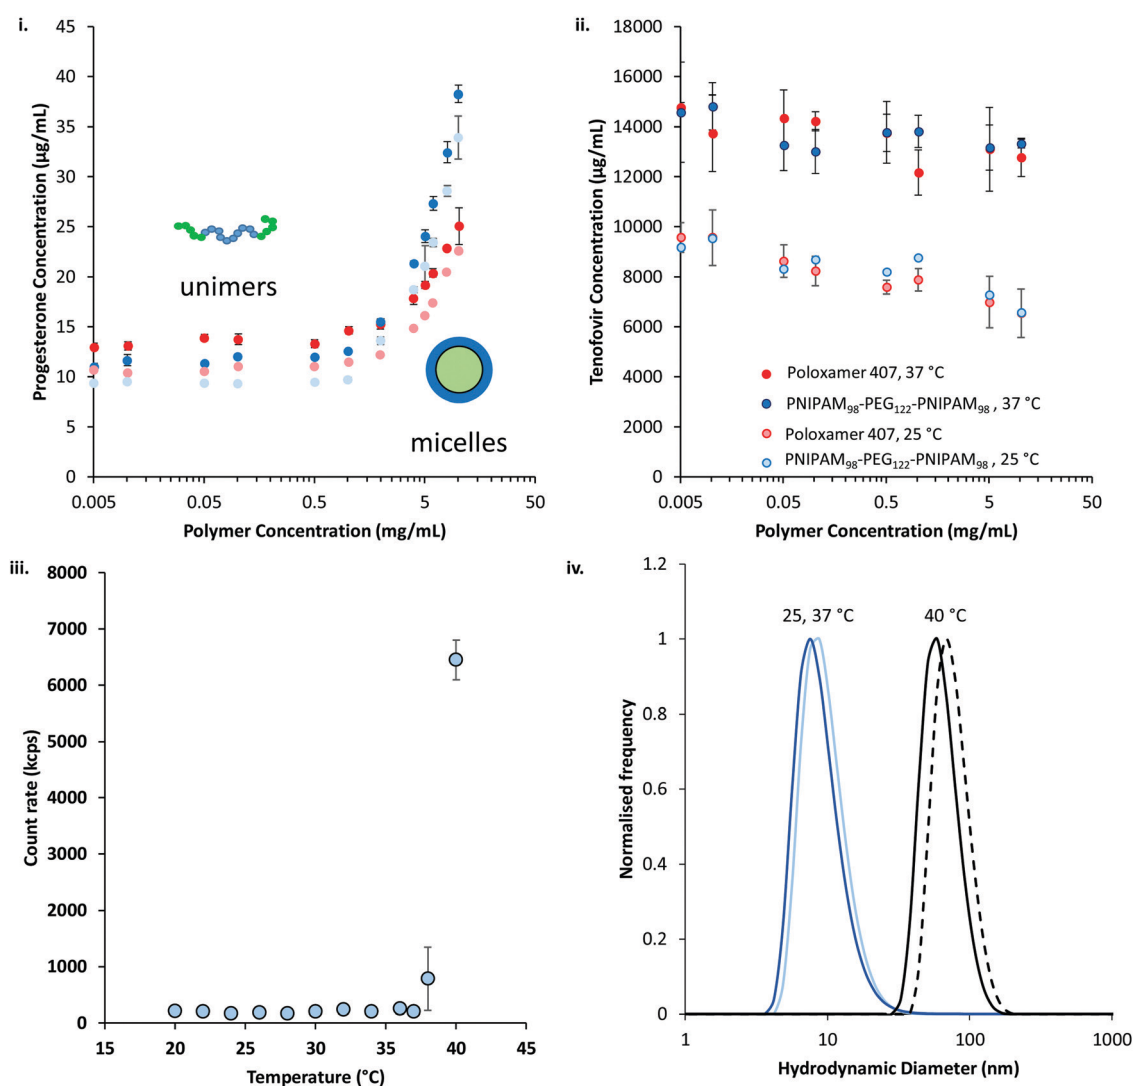 i.
45
40
35
30
25
20
15
10
5
0
Progesterone Concentration (µg/mL)
unimers
micelles
0.005
0.05
0.5
5
50
Polymer Concentration (mg/mL)
ii.
18000
16000
14000
12000
10000
8000
6000
4000
2000
0
Tenofovir Concentration (µg/mL)
Poloxamer 407, 37 °C
PNIPAM₉₈-PEG₁₂₂-PNIPAM₉₈ , 37 °C
Poloxamer 407, 25 °C
PNIPAM₉₈-PEG₁₂₂-PNIPAM₉₈ , 25 °C
0.005
0.05
0.5
5
50
Polymer Concentration (mg/mL)
iii.
8000
7000
6000
5000
4000
3000
2000
1000
0
Count rate (kcps)
15
20
25
30
35
40
45
Temperature (°C)
iv.
1.2
1
0.8
0.6
0.4
0.2
0
Normalised frequency
25, 37 °C
40 °C
1
10
100
1000
Hydrodynamic Diameter (nm)